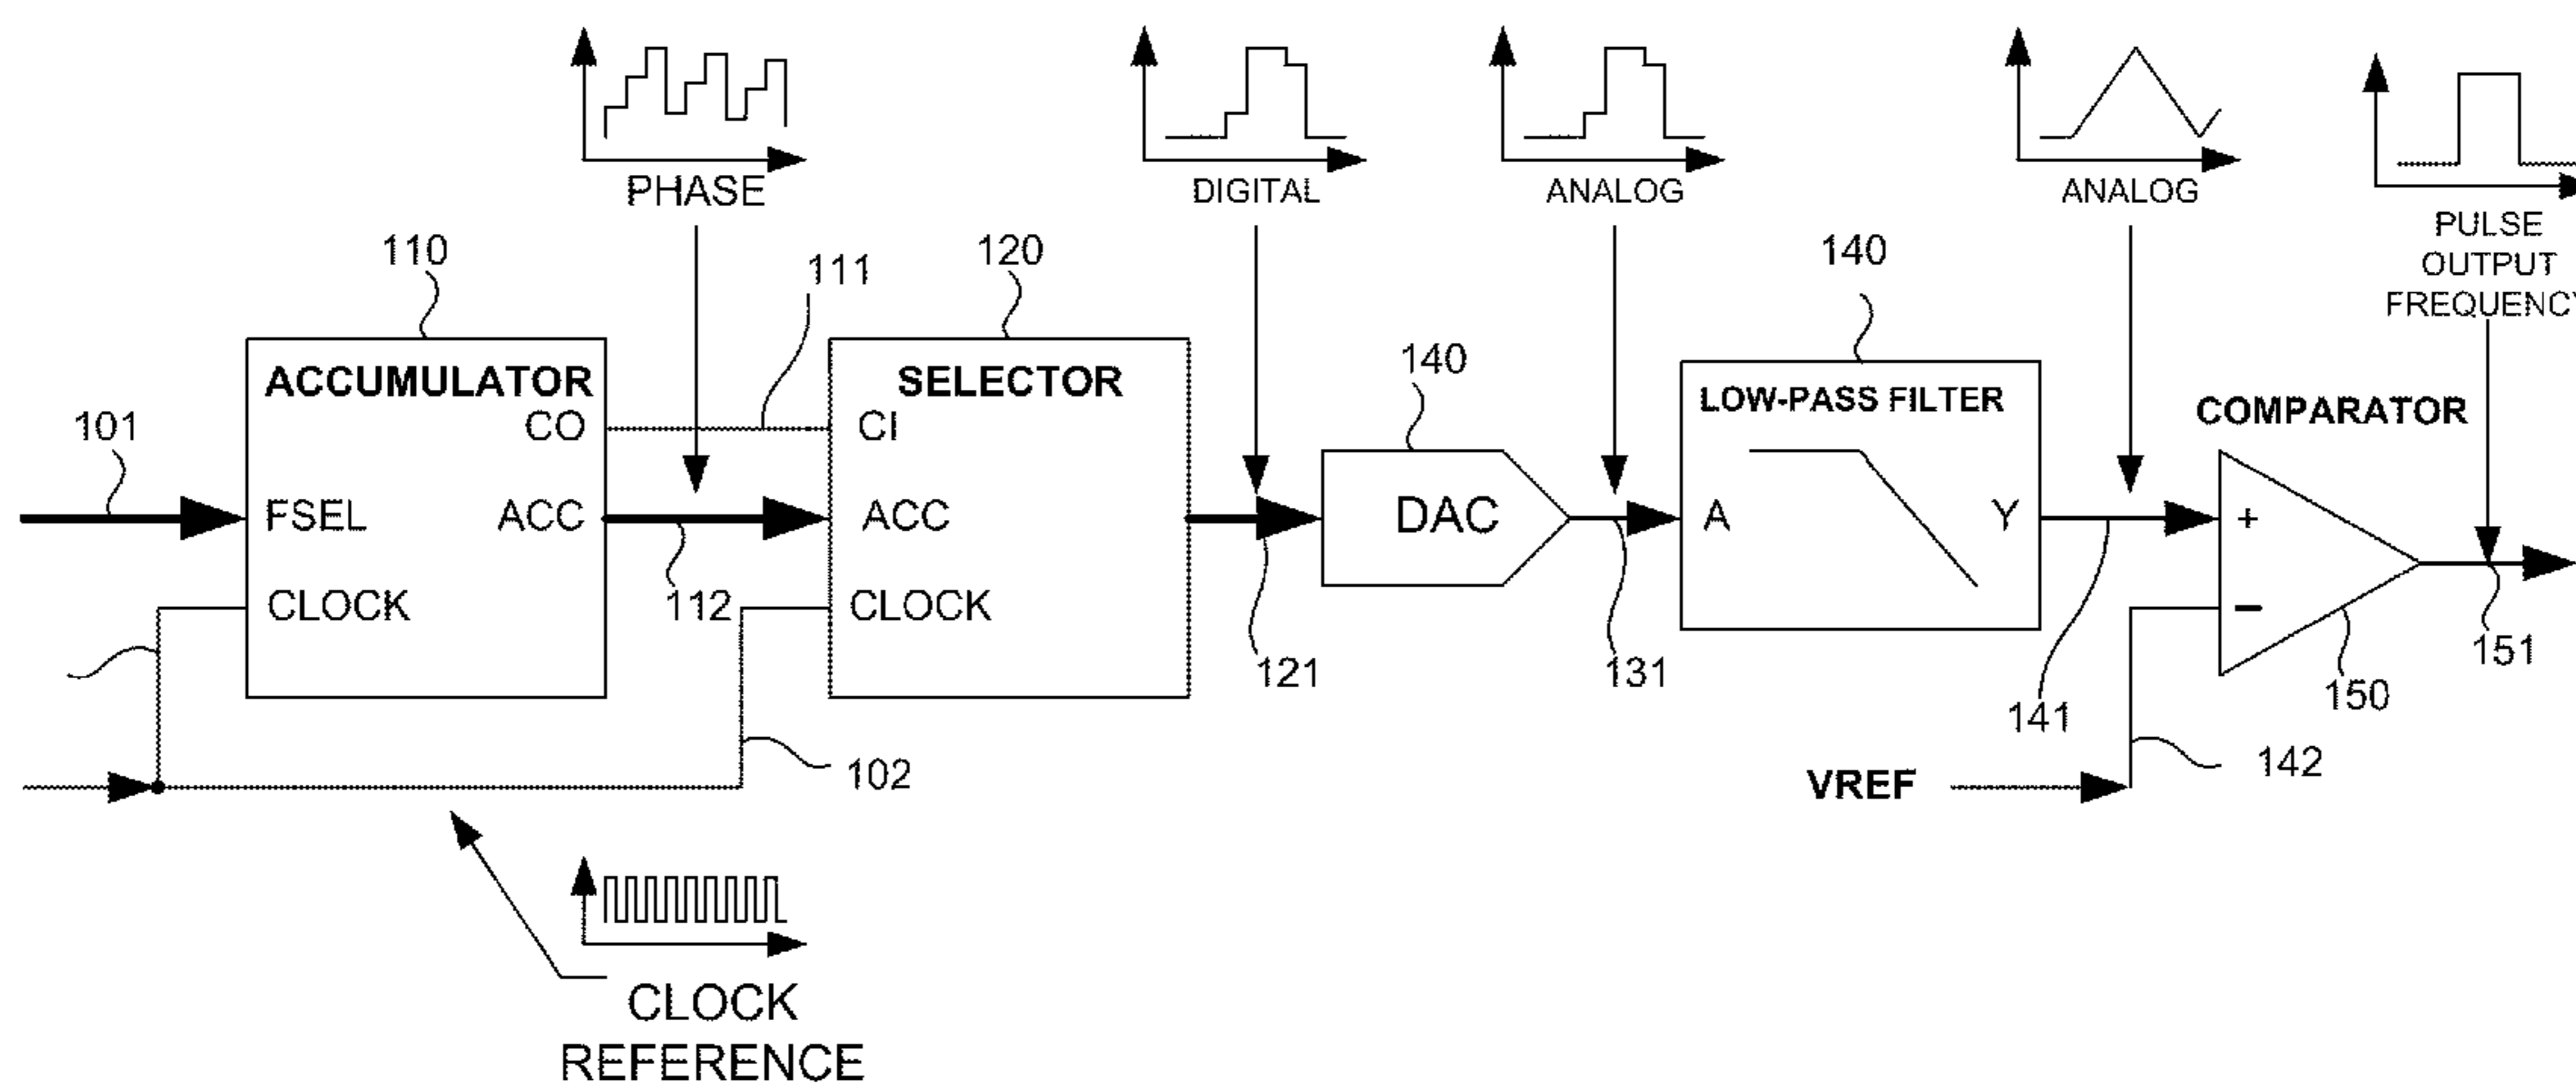 PHASE
DIGITAL
ANALOG
ANALOG
PULSE
OUTPUT
FREQUENCY
110
111
120
140
140
101
ACCUMULATOR
CO
FSEL
ACC
CLOCK
112
SELECTOR
CI
ACC
CLOCK
102
121
DAC
131
LOW-PASS FILTER
A
Y
141
COMPARATOR
+
−
150
151
142
VREF
CLOCK
REFERENCE